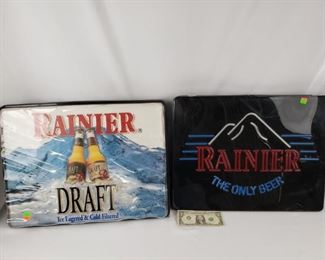 RAINIER®
DRAFT
Ice Lagered & Cold Filtered
RAINIER
THE ONLY BEER